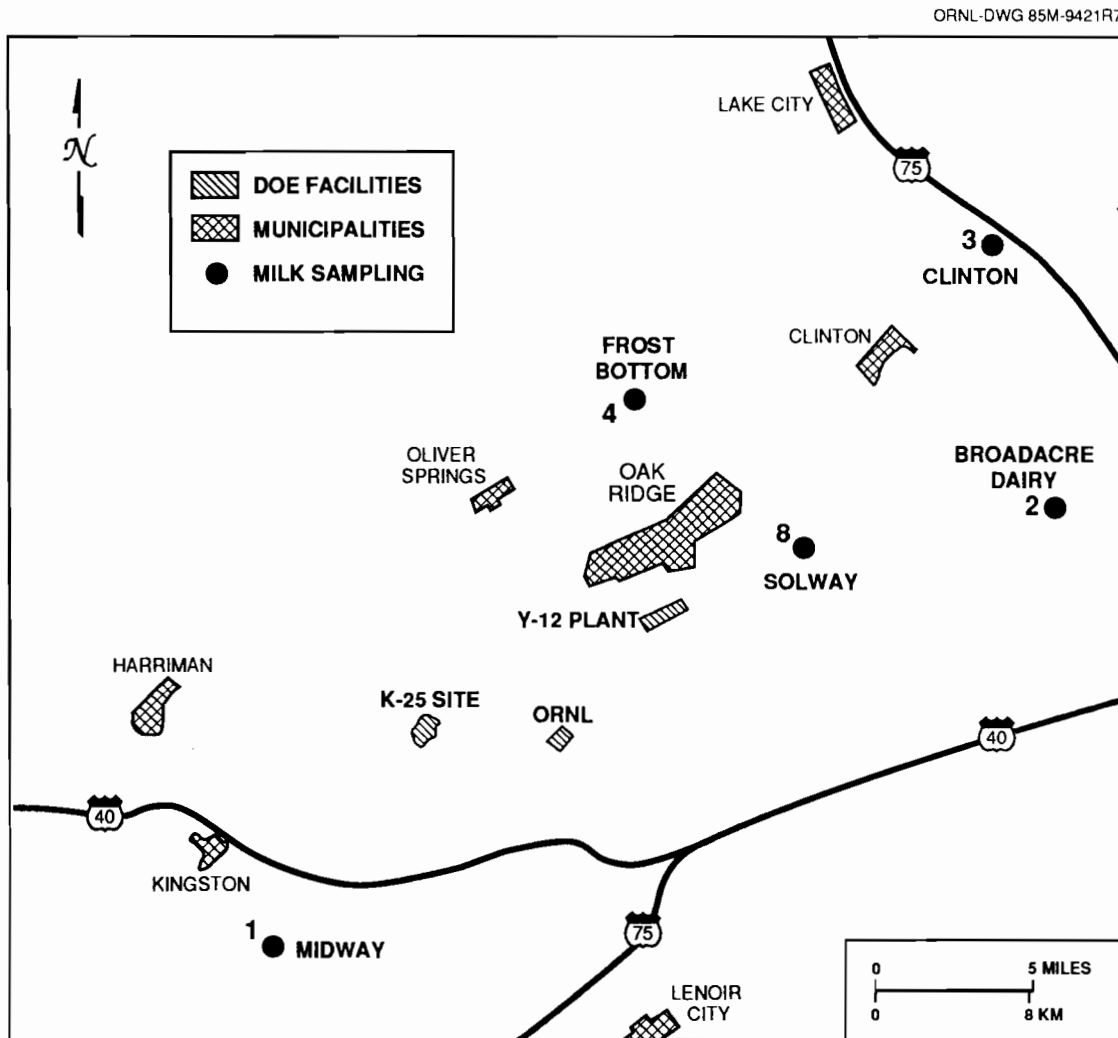 ORNL-DWG 85M-9421R7
N
DOE FACILITIES
MUNICIPALITIES
MILK SAMPLING
LAKE CITY
75
3
CLINTON
CLINTON
FROST
BOTTOM
4
OLIVER
SPRINGS
OAK
RIDGE
BROADACRE
DAIRY
2
8
SOLWAY
Y-12 PLANT
HARRIMAN
K-25 SITE
ORNL
40
40
KINGSTON
1
MIDWAY
75
LENOIR
CITY
0 5 MILES
0 8 KM